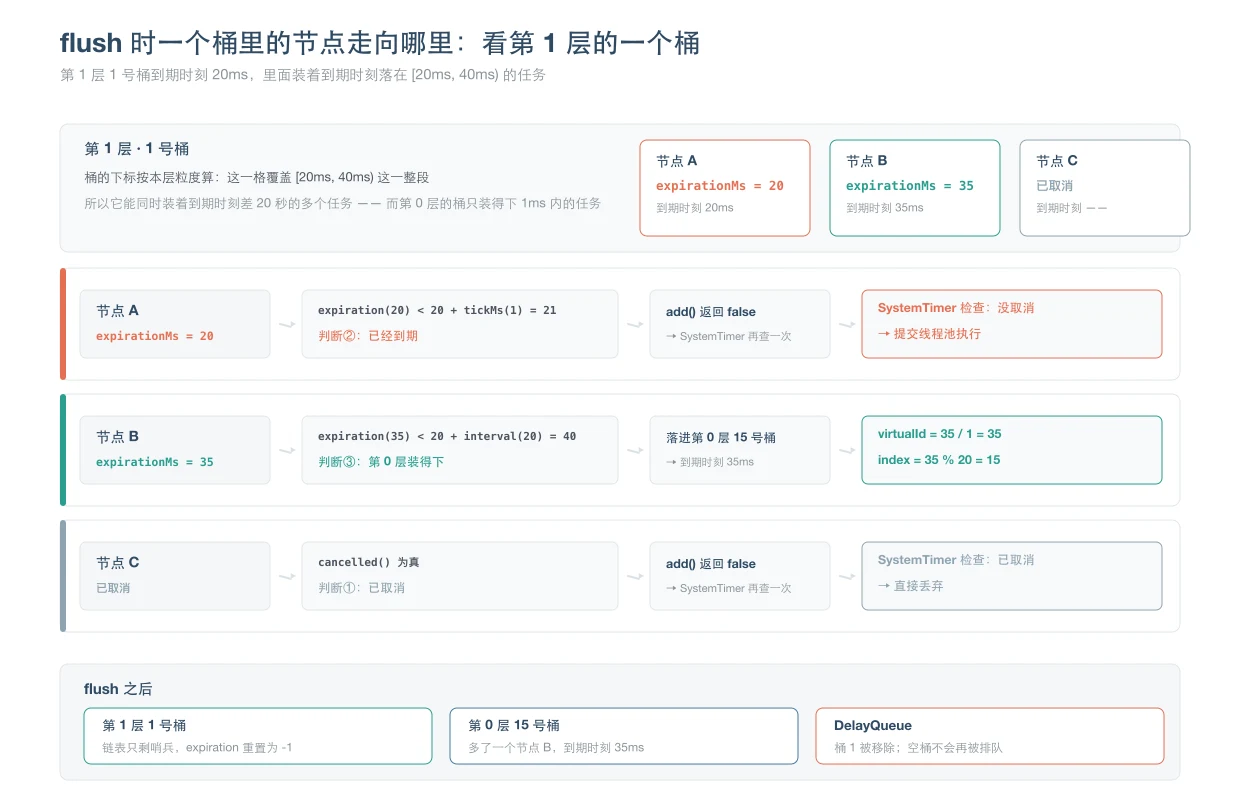 flush 时一个桶里的节点走向哪里：看第 1 层的一个桶
第 1 层 1 号桶到期时刻 20ms，里面装着到期时刻落在 [20ms, 40ms) 的任务
第 1 层 · 1 号桶
桶的下标按本层粒度算：这一格覆盖 [20ms, 40ms) 这一整段
所以它能同时装着到期时刻差 20 秒的多个任务 —— 而第 0 层的桶只装得下 1ms 内的任务
节点 A
expirationMs = 20
到期时刻 20ms
节点 B
expirationMs = 35
到期时刻 35ms
节点 C
已取消
到期时刻 ——
节点 A
expirationMs = 20
expiration(20) < 20 + tickMs(1) = 21
判断②：已经到期
add() 返回 false
→ SystemTimer 再查一次
SystemTimer 检查：没取消
→ 提交线程池执行
节点 B
expirationMs = 35
expiration(35) < 20 + interval(20) = 40
判断③：第 0 层装得下
落进第 0 层 15 号桶
→ 到期时刻 35ms
virtualId = 35 / 1 = 35
index = 35 % 20 = 15
节点 C
已取消
cancelled() 为真
判断①：已取消
add() 返回 false
→ SystemTimer 再查一次
SystemTimer 检查：已取消
→ 直接丢弃
flush 之后
第 1 层 1 号桶
链表只剩哨兵，expiration 重置为 -1
第 0 层 15 号桶
多了一个节点 B，到期时刻 35ms
DelayQueue
桶 1 被移除；空桶不会再被排队